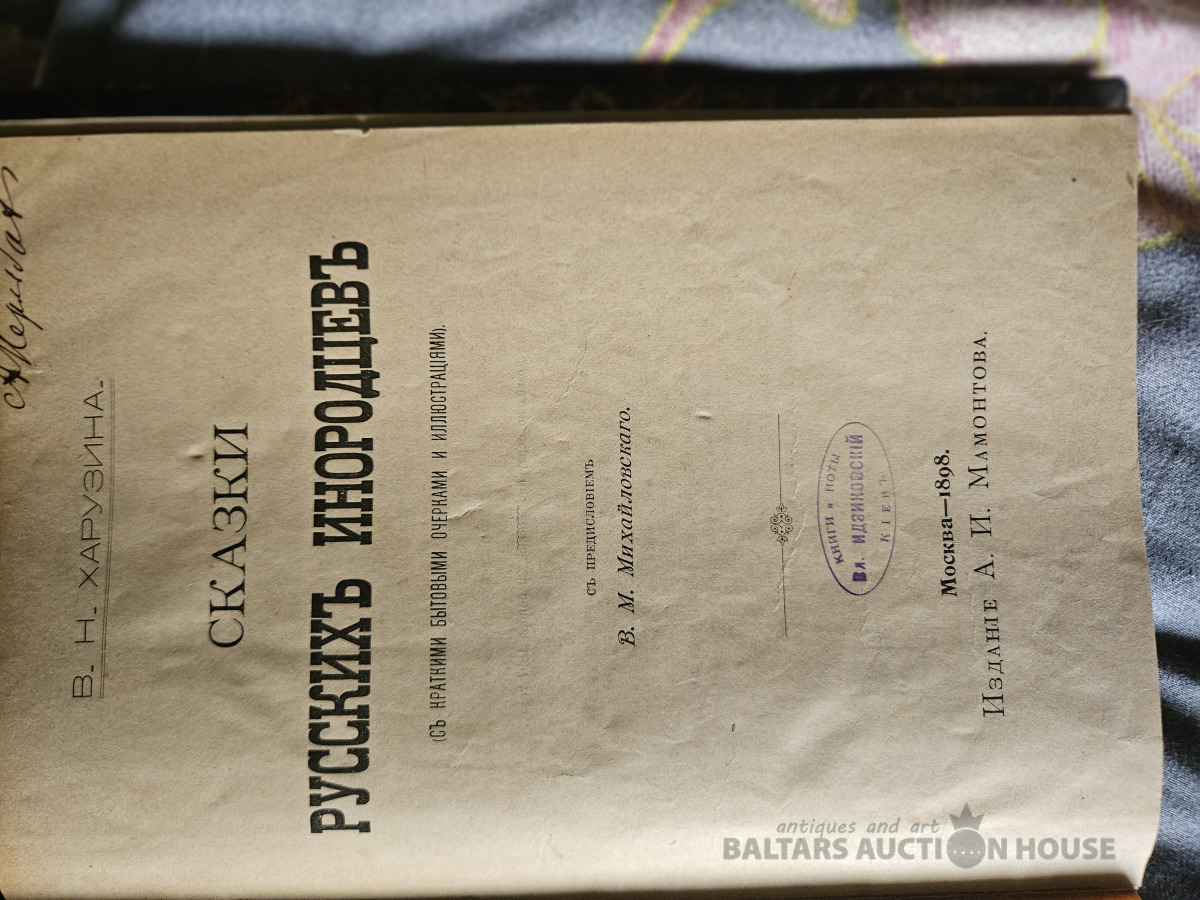 В. Н. ХАРУЗИНА.
СКАЗКИ
РУССКИХЪ ИНОРОДЦЕВЪ
(СЪ КРАТКИМИ БЫТОВЫМИ ОЧЕРКАМИ И ИЛЛЮСТРАЦІЯМИ).
СЪ ПРЕДИСЛОВІЕМЪ
В. М. Михайловскаго.
КНИГИ и НОТЫ
Вл. ИДЗИКОВСКІЙ
КІЕВЪ
Москва—1898.
Изданіе А. И. Мамонтова.
antiques and art
BALTARS AUCTION HOUSE